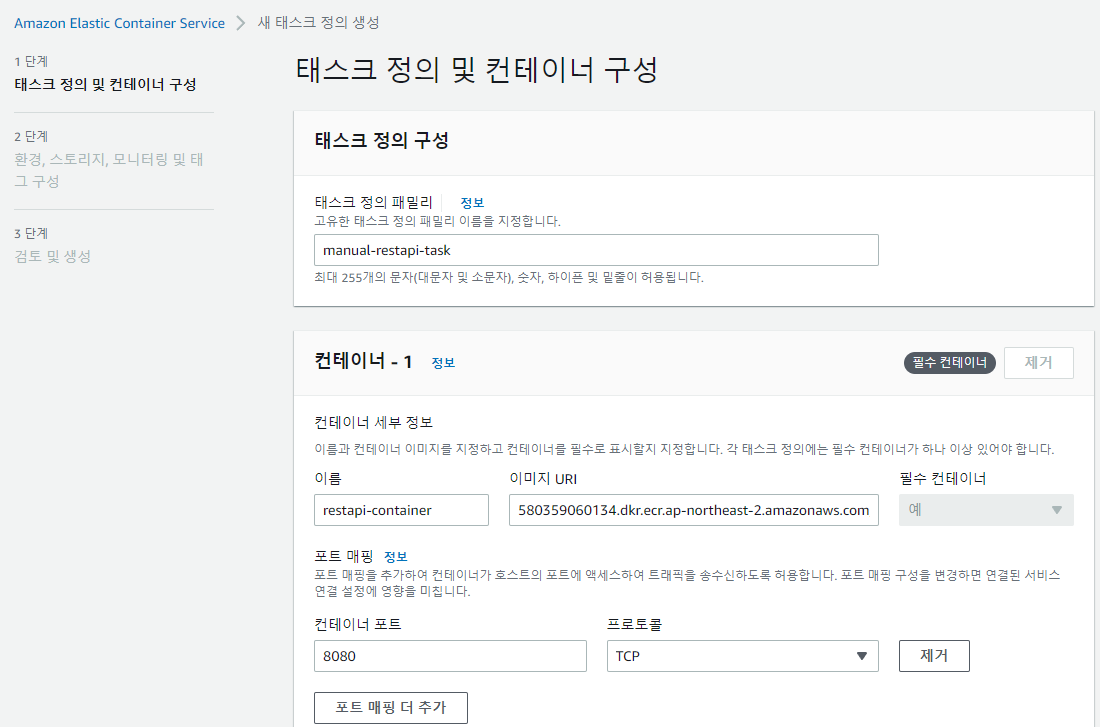 Amazon Elastic Container Service > 새 태스크 정의 생성
1 단계
태스크 정의 및 컨테이너 구성
2 단계
환경, 스토리지, 모니터링 및 태
그 구성
3 단계
검토 및 생성
태스크 정의 및 컨테이너 구성
태스크 정의 구성
태스크 정의 패밀리 정보
고유한 태스크 정의 패밀리 이름을 지정합니다.
manual-restapi-task
최대 255개의 문자(대문자 및 소문자), 숫자, 하이픈 및 밑줄이 허용됩니다.
컨테이너 - 1 정보 필수 컨테이너 제거
컨테이너 세부 정보
이름과 컨테이너 이미지를 지정하고 컨테이너를 필수로 표시할지 지정합니다. 각 태스크 정의에는 필수 컨테이너가 하나 이상 있어야 합니다.
이름 이미지 URI 필수 컨테이너
restapi-container 580359060134.dkr.ecr.ap-northeast-2.amazonaws.com 예
포트 매핑 정보
포트 매핑을 추가하여 컨테이너가 호스트의 포트에 액세스하여 트래픽을 송수신하도록 허용합니다. 포트 매핑 구성을 변경하면 연결된 서비스
연결 설정에 영향을 미칩니다.
컨테이너 포트 프로토콜
8080 TCP 제거
포트 매핑 더 추가